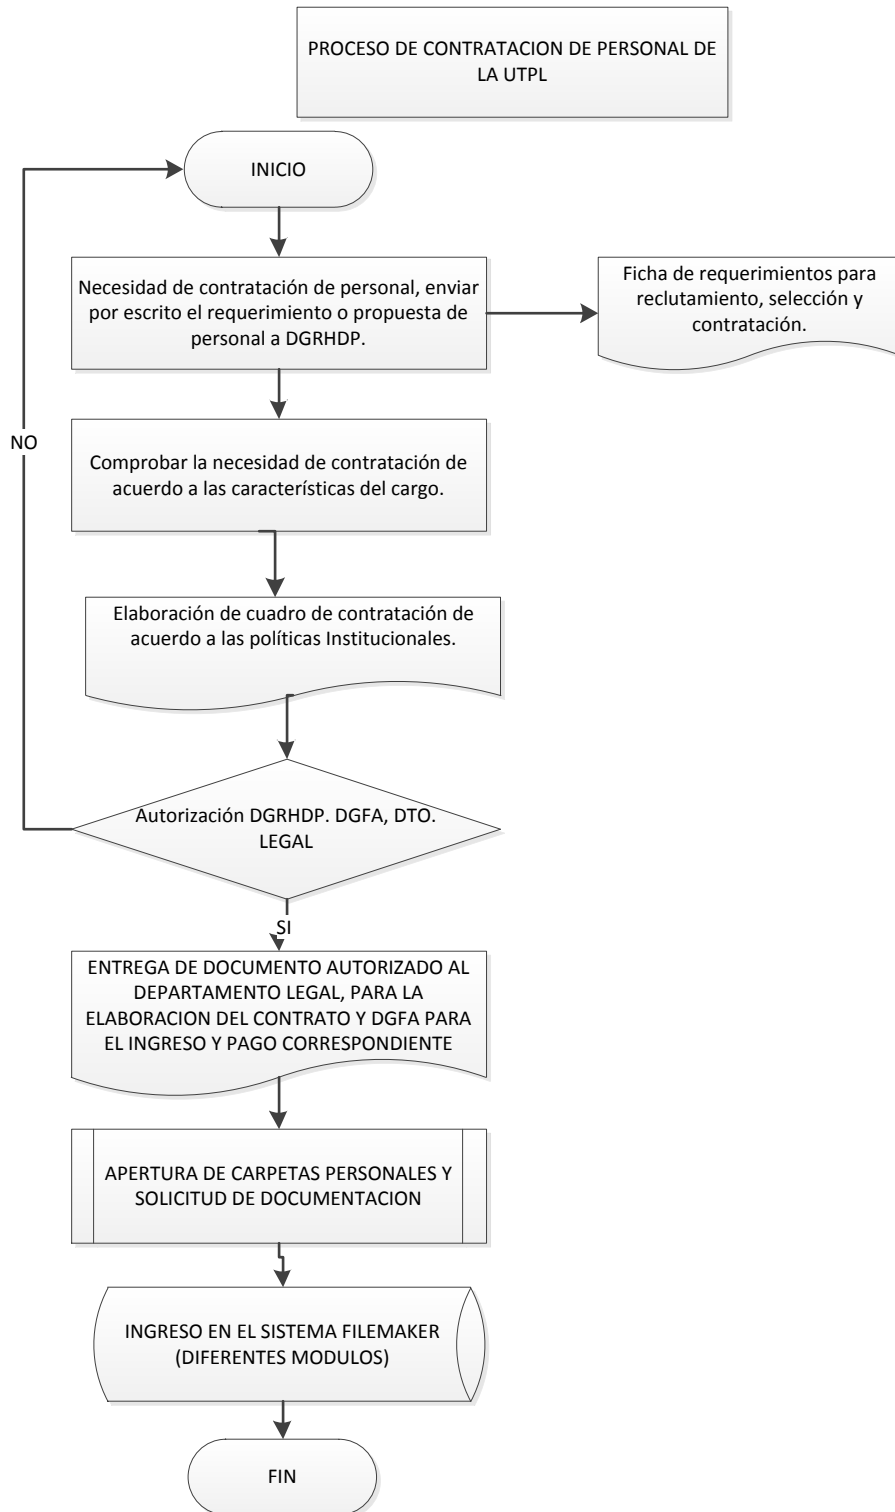 PROCESO DE CONTRATACION DE PERSONAL DE
LA UTPL
INICIO
Necesidad de contratación de personal, enviar
por escrito el requerimiento o propuesta de
personal a DGRHDP.
Ficha de requerimientos para
reclutamiento, selección y
contratación.
NO
Comprobar la necesidad de contratación de
acuerdo a las características del cargo.
Elaboración de cuadro de contratación de
acuerdo a las políticas Institucionales.
Autorización DGRHDP. DGFA, DTO.
LEGAL
SI
ENTREGA DE DOCUMENTO AUTORIZADO AL
DEPARTAMENTO LEGAL, PARA LA
ELABORACION DEL CONTRATO Y DGFA PARA
EL INGRESO Y PAGO CORRESPONDIENTE
APERTURA DE CARPETAS PERSONALES Y
SOLICITUD DE DOCUMENTACION
INGRESO EN EL SISTEMA FILEMAKER
(DIFERENTES MODULOS)
FIN